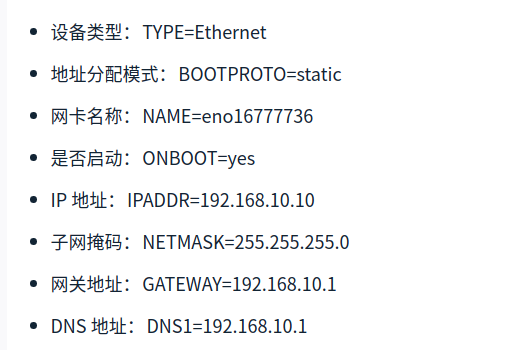 设备类型：TYPE=Ethernet
地址分配模式：BOOTPROTO=static
网卡名称：NAME=eno16777736
是否启动：ONBOOT=yes
IP 地址：IPADDR=192.168.10.10
子网掩码：NETMASK=255.255.255.0
网关地址：GATEWAY=192.168.10.1
DNS 地址：DNS1=192.168.10.1